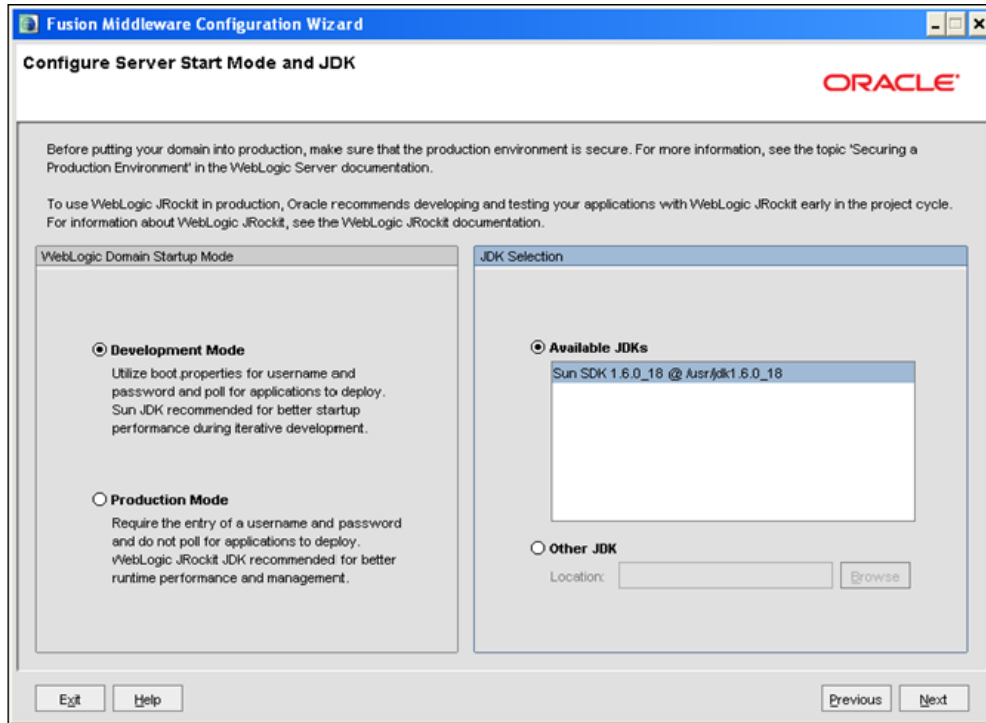 Fusion Middleware Configuration Wizard
Configure Server Start Mode and JDK
ORACLE
Before putting your domain into production, make sure that the production environment is secure. For more information, see the topic 'Securing a
Production Environment' in the WebLogic Server documentation.
To use WebLogic JRockit in production, Oracle recommends developing and testing your applications with WebLogic JRockit early in the project cycle.
For information about WebLogic JRockit, see the WebLogic JRockit documentation.
WebLogic Domain Startup Mode
Development Mode
Utilize boot.properties for username and
password and poll for applications to deploy.
Sun JDK recommended for better startup
performance during iterative development.
Production Mode
Require the entry of a username and password
and do not poll for applications to deploy.
WebLogic JRockit JDK recommended for better
runtime performance and management.
JDK Selection
Available JDKs
Sun SDK 1.6.0_18 @ /usr/jdk1.6.0_18
Other JDK
Location:
Browse
Exit
Help
Previous
Next